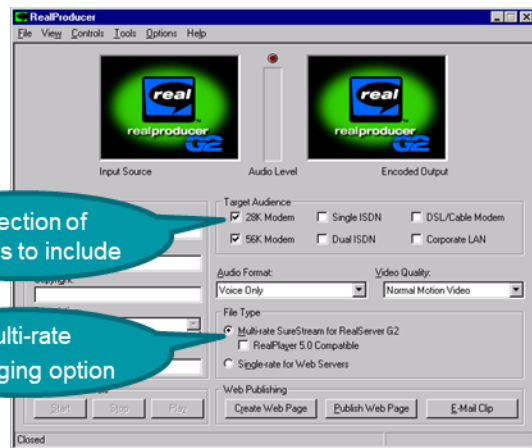 RealProducer
File View Controls Tools Options Help
real
realproducer
G2
real
realproducer
G2
Input Source
Audio Level
Encoded Output
Target Audience
28K Modem
Single ISDN
DSL/Cable Modem
56K Modem
Dual ISDN
Corporate LAN
ection of
s to include
Audio Format:
Video Quality:
Voice Only
Normal Motion Video
File Type
Multi-rate SureStream for RealServer G2
RealPlayer 5.0 Compatible
Single-rate for Web Servers
ulti-rate
ging option
Web Publishing
Start
Stop
Play
Create Web Page
Publish Web Page
E-Mail Clip
Closed